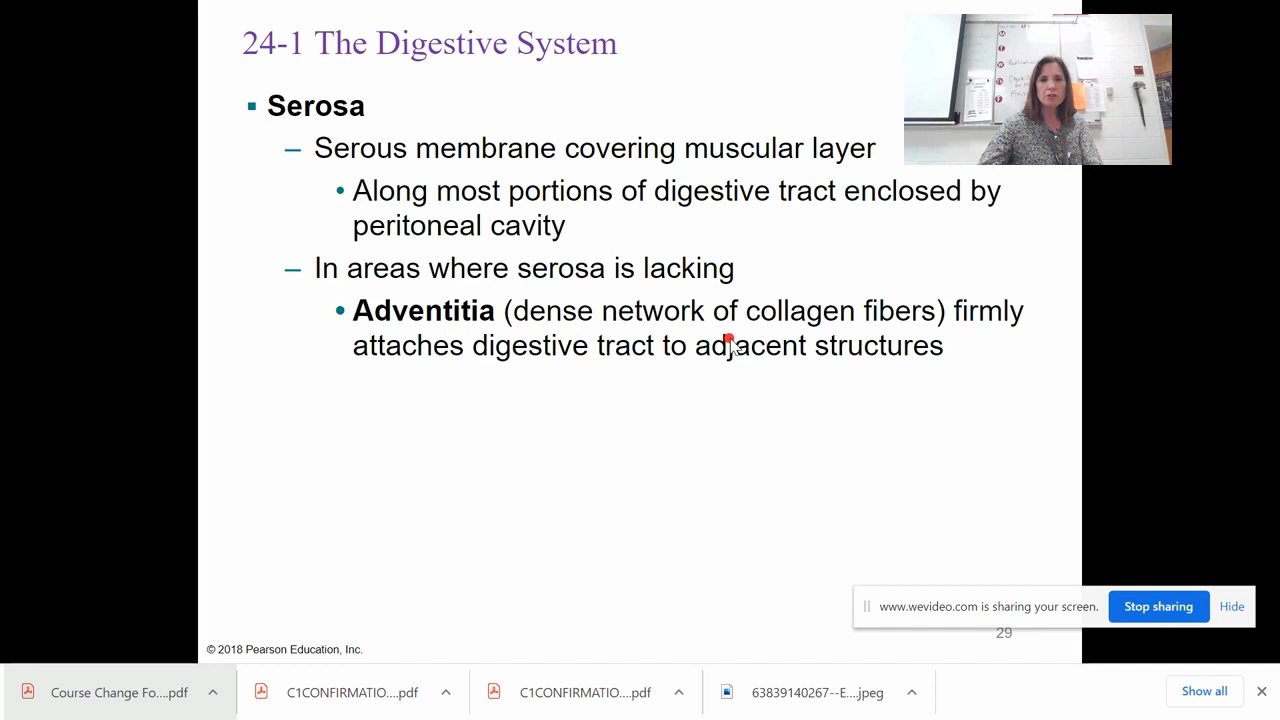 24-1 The Digestive System
Serosa
– Serous membrane covering muscular layer
• Along most portions of digestive tract enclosed by
peritoneal cavity
– In areas where serosa is lacking
• Adventitia (dense network of collagen fibers) firmly
attaches digestive tract to adjacent structures
M
T
W
F
www.wevideo.com is sharing your screen.
Stop sharing
Hide
29
© 2018 Pearson Education, Inc.
Course Change Fo....pdf
C1CONFIRMATIO....pdf
C1CONFIRMATIO....pdf
63839140267--E....jpeg
Show all